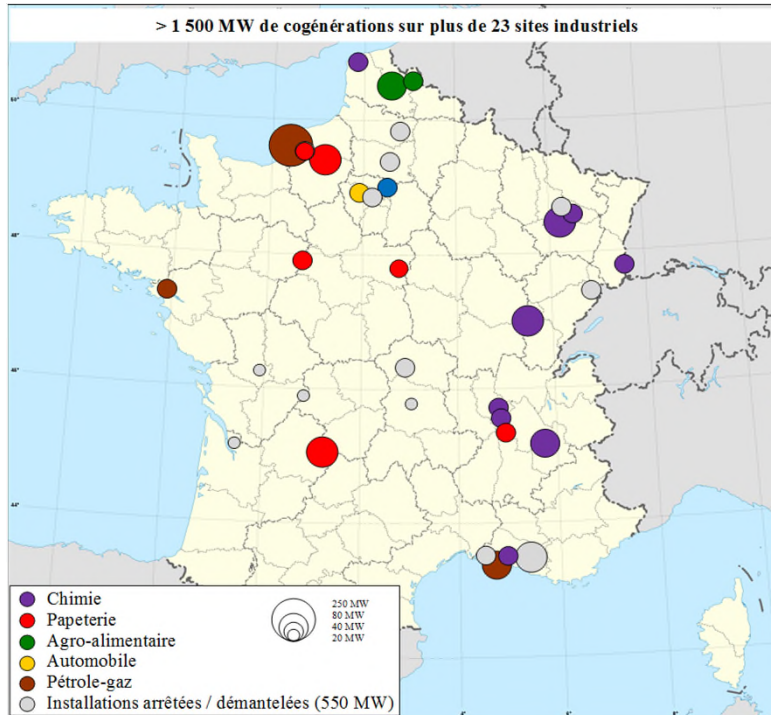 > 1 500 MW de cogénérations sur plus de 23 sites industriels
Chimie
Papeterie
Agro-alimentaire
Automobile
Pétrole-gaz
Installations arrêtées / démantelées (550 MW)
250 MW
80 MW
40 MW
20 MW